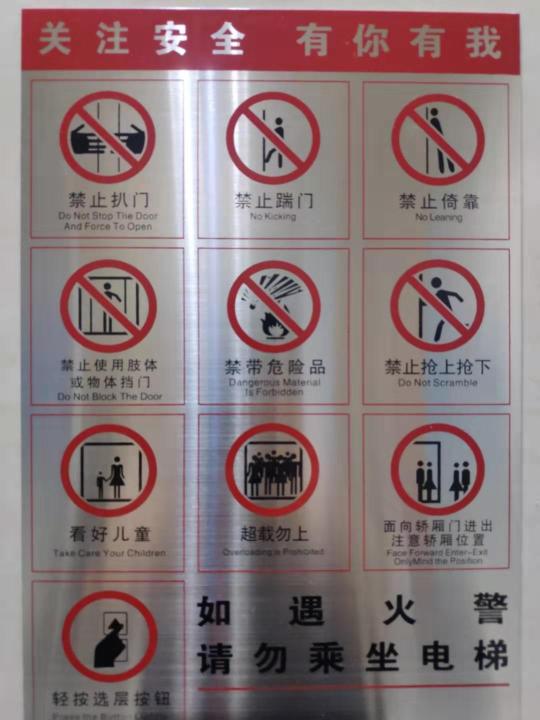 关注安全 有你有我
禁止扒门
Do Not Stop The Door
And Force To Open
禁止踹门
No Kicking
禁止倚靠
No Leaning
禁止使用肢体
或物体挡门
Do Not Block The Door
禁带危险品
Dangerous Material
Is Forbidden
禁止抢上抢下
Do Not Scramble
看好儿童
Take Care Your Children
超载勿上
Overloading is Prohibited
面向轿厢门进出
注意轿厢位置
Face Forward Enter-Exit
OnlyMind the Position
轻按选层按钮
Press the Button
如遇火警
请勿乘坐电梯